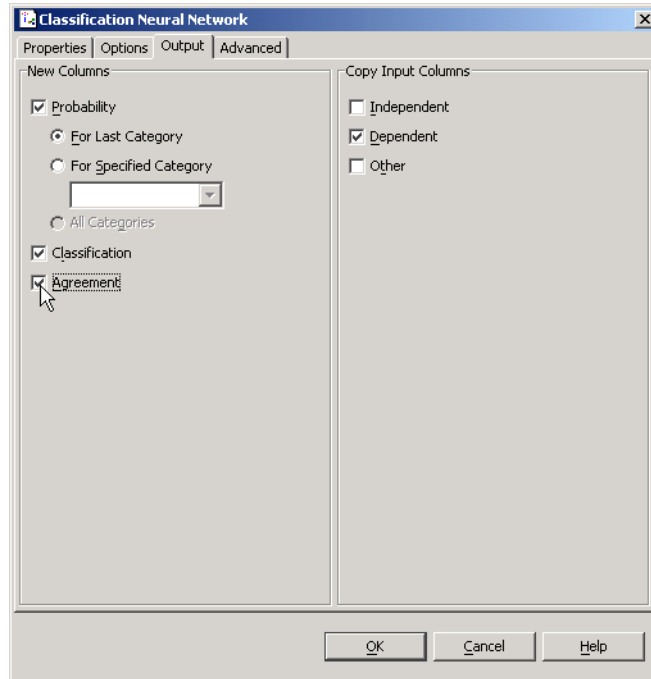 Classification Neural Network
Properties Options Output Advanced
New Columns
Probability
For Last Category
For Specified Category
All Categories
Classification
Agreement
Copy Input Columns
Independent
Dependent
Other
OK Cancel Help